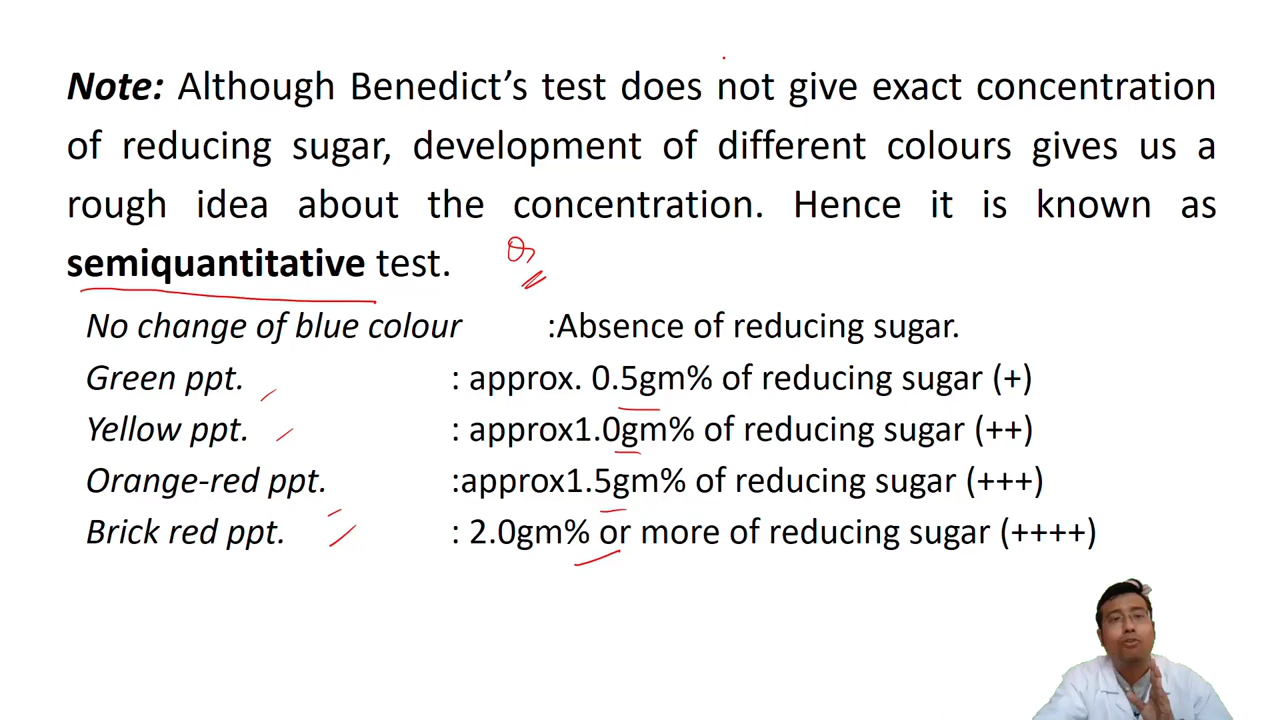 Note: Although Benedict’s test does not give exact concentration
of reducing sugar, development of different colours gives us a
rough idea about the concentration. Hence it is known as
semiquantitative test.
No change of blue colour :Absence of reducing sugar.
Green ppt. : approx. 0.5gm% of reducing sugar (+)
Yellow ppt. : approx1.0gm% of reducing sugar (++)
Orange-red ppt. :approx1.5gm% of reducing sugar (+++)
Brick red ppt. : 2.0gm% or more of reducing sugar (++++)